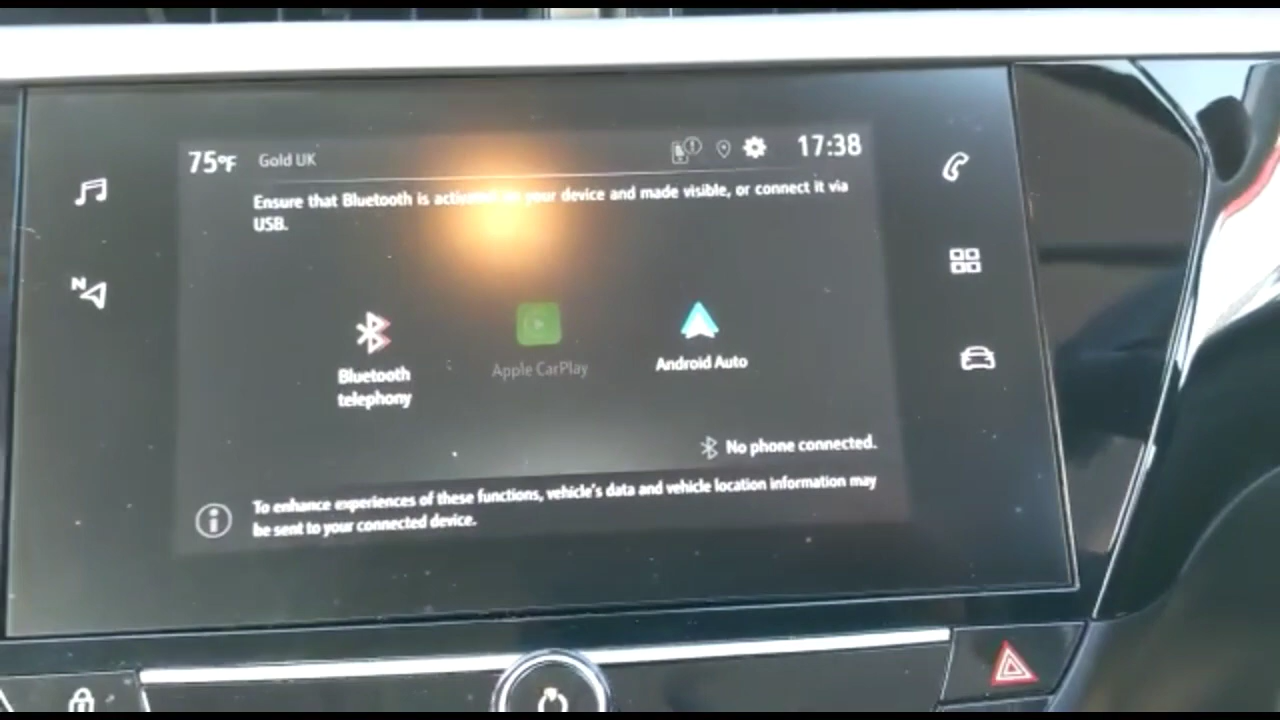 75°F Gold UK 17:38
Ensure that Bluetooth is activated on your device and made visible, or connect it via
USB.
N
Bluetooth
telephony
Apple CarPlay
Android Auto
No phone connected.
To enhance experiences of these functions, vehicle's data and vehicle location information may
be sent to your connected device.